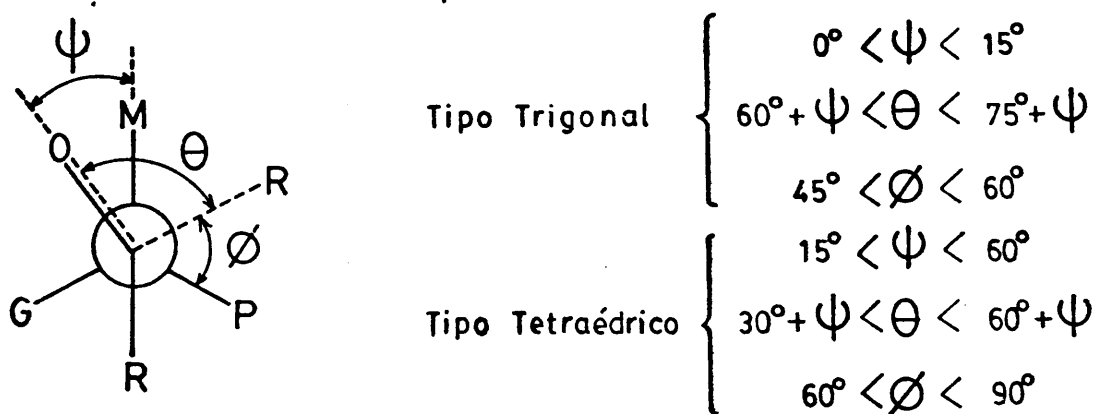 ψ
M
O
θ
R
Ø
G
P
R
Tipo Trigonal
0° < ψ < 15°
60° + ψ < θ < 75° + ψ
45° < Ø < 60°
Tipo Tetraédrico
15° < ψ < 60°
30° + ψ < θ < 60° + ψ
60° < Ø < 90°